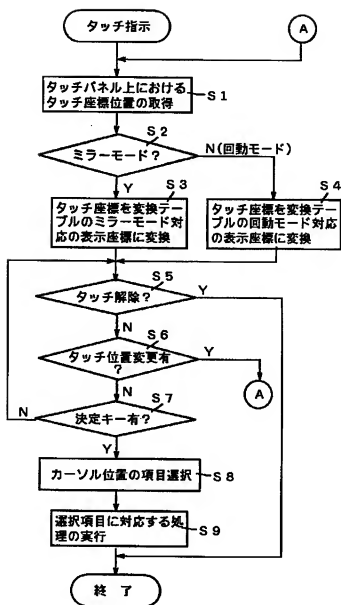 タッチ指示
A
タッチパネル上における
タッチ座標位置の取得
S1
S2
ミラーモード?
N(回動モード)
Y
S3
S4
タッチ座標を変換テー
ブルのミラーモード対
応の表示座標に変換
タッチ座標を変換テー
ブルの回動モード対応
の表示座標に変換
S5
タッチ解除?
Y
N
S6
タッチ位置変更有
?
Y
A
N
S7
決定キー有?
N
Y
カーソル位置の項目選択
S8
選択項目に対応する処
理の実行
S9
終了